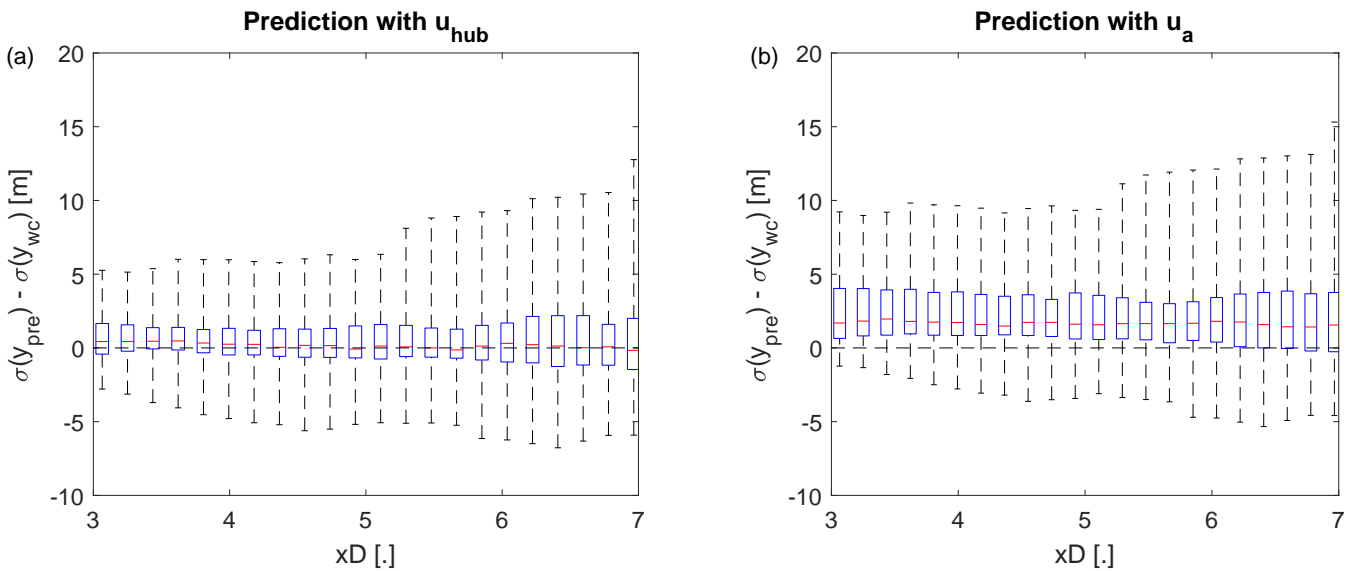 Prediction with u_hub
(a)
20
15
10
5
0
-5
-10
σ(y_pre) - σ(y_wc) [m]
3 4 5 6 7
xD [.]
Prediction with u_a
(b)
20
15
10
5
0
-5
-10
σ(y_pre) - σ(y_wc) [m]
3 4 5 6 7
xD [.]